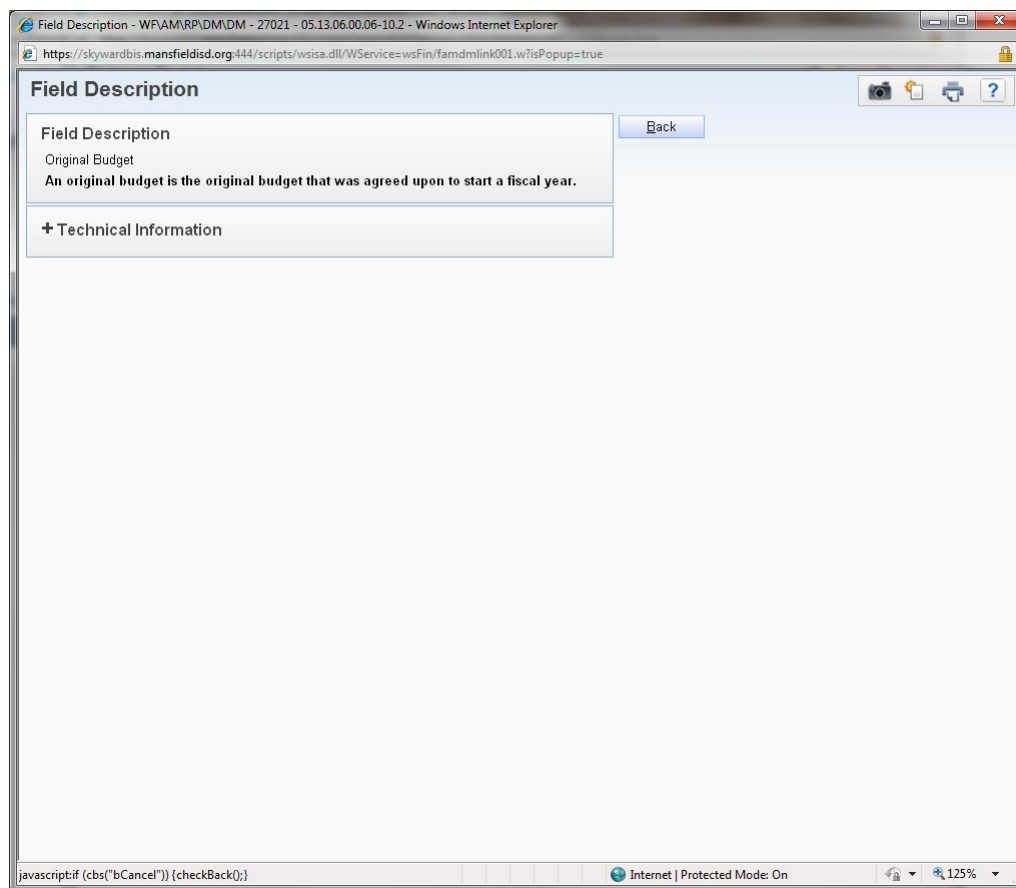 Field Description - WF\AM\RP\DM\DM - 27021 - 05.13.06.00.06-10.2 - Windows Internet Explorer
https://skywardbis.mansfieldisd.org:444/scripts/wsisa.dll/WService=wsFin/famdmlink001.w?isPopup=true
Field Description
?
Field Description
Back
Original Budget
An original budget is the original budget that was agreed upon to start a fiscal year.
+ Technical Information
javascript:if (cbs("bCancel")) {checkBack();}
Internet | Protected Mode: On
125%